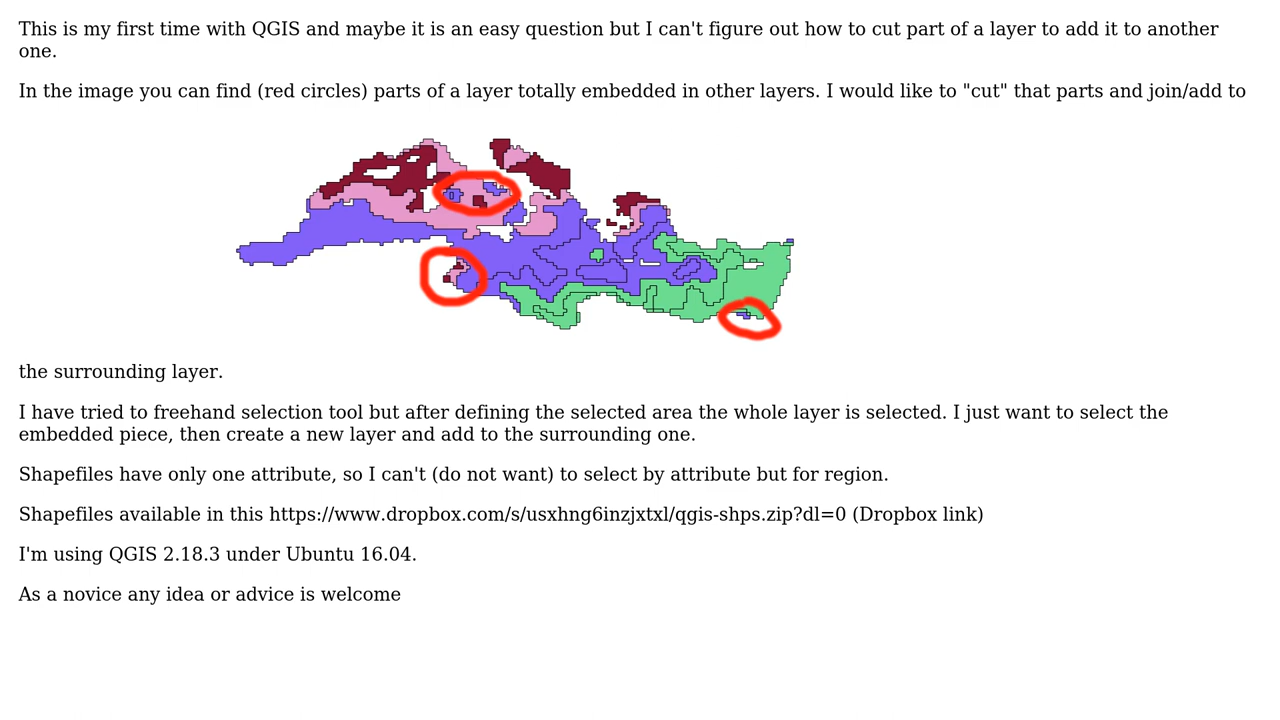 This is my first time with QGIS and maybe it is an easy question but I can't figure out how to cut part of a layer to add it to another
one.
In the image you can find (red circles) parts of a layer totally embedded in other layers. I would like to "cut" that parts and join/add to
the surrounding layer.
I have tried to freehand selection tool but after defining the selected area the whole layer is selected. I just want to select the
embedded piece, then create a new layer and add to the surrounding one.
Shapefiles have only one attribute, so I can't (do not want) to select by attribute but for region.
Shapefiles available in this https://www.dropbox.com/s/usxhng6inzjxtxl/qgis-shps.zip?dl=0 (Dropbox link)
I'm using QGIS 2.18.3 under Ubuntu 16.04.
As a novice any idea or advice is welcome